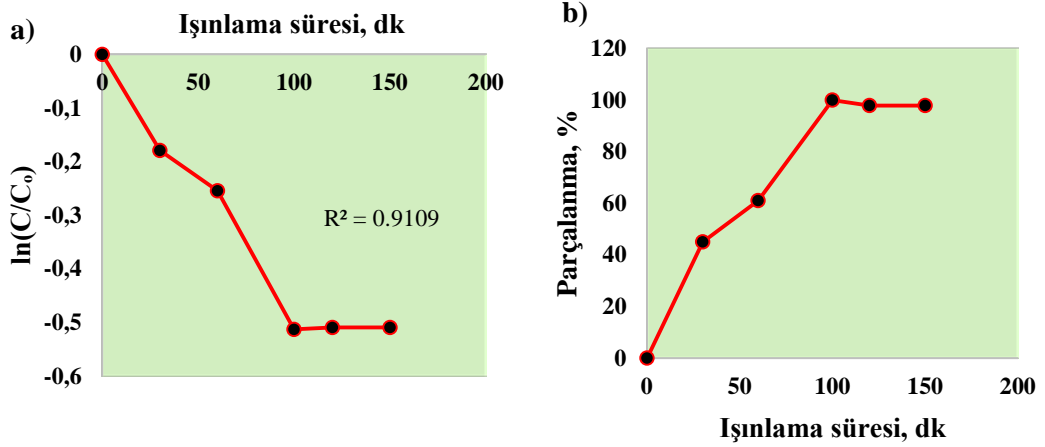 a)
Işınlama süresi, dk
0
0 50 100 150 200
-0,1
-0,2
-0,3
-0,4
-0,5
-0,6
ln(C/Cₒ)
R² = 0.9109
b)
120
100
80
60
40
20
0
Parçalanma, %
0 50 100 150 200
Işınlama süresi, dk